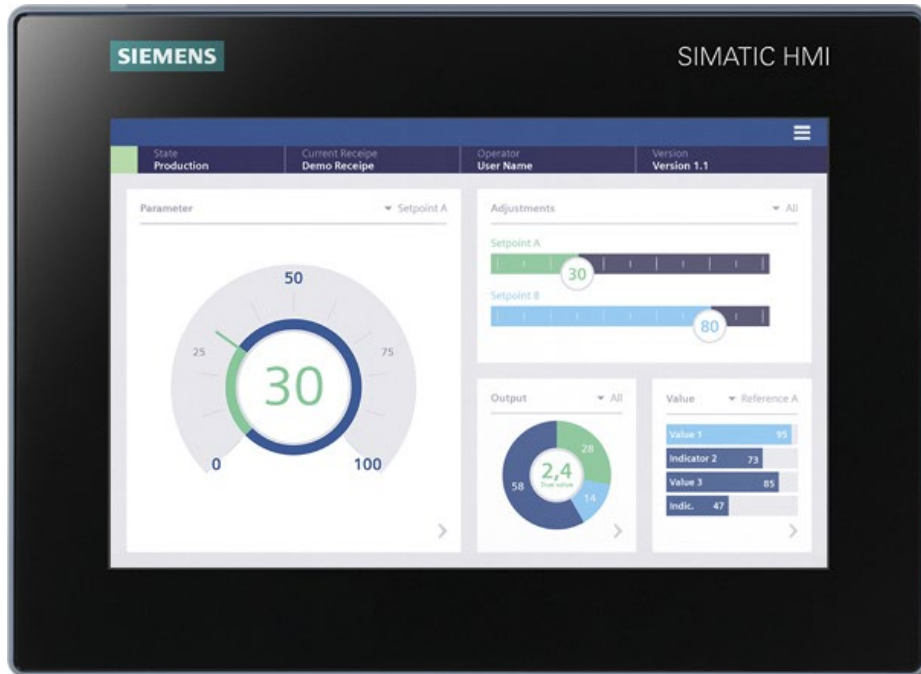 SIEMENS
SIMATIC HMI
State
Production
Current Receipe
Demo Receipe
Operator
User Name
Version
Version 1.1
Parameter
Setpoint A
50
25
75
30
0
100
Adjustments
All
Setpoint A
30
Setpoint B
80
Output
All
28
58
2,4
True value
14
Value
Reference A
Value 1 95
Indicator 2 73
Value 3 85
Indic. 47